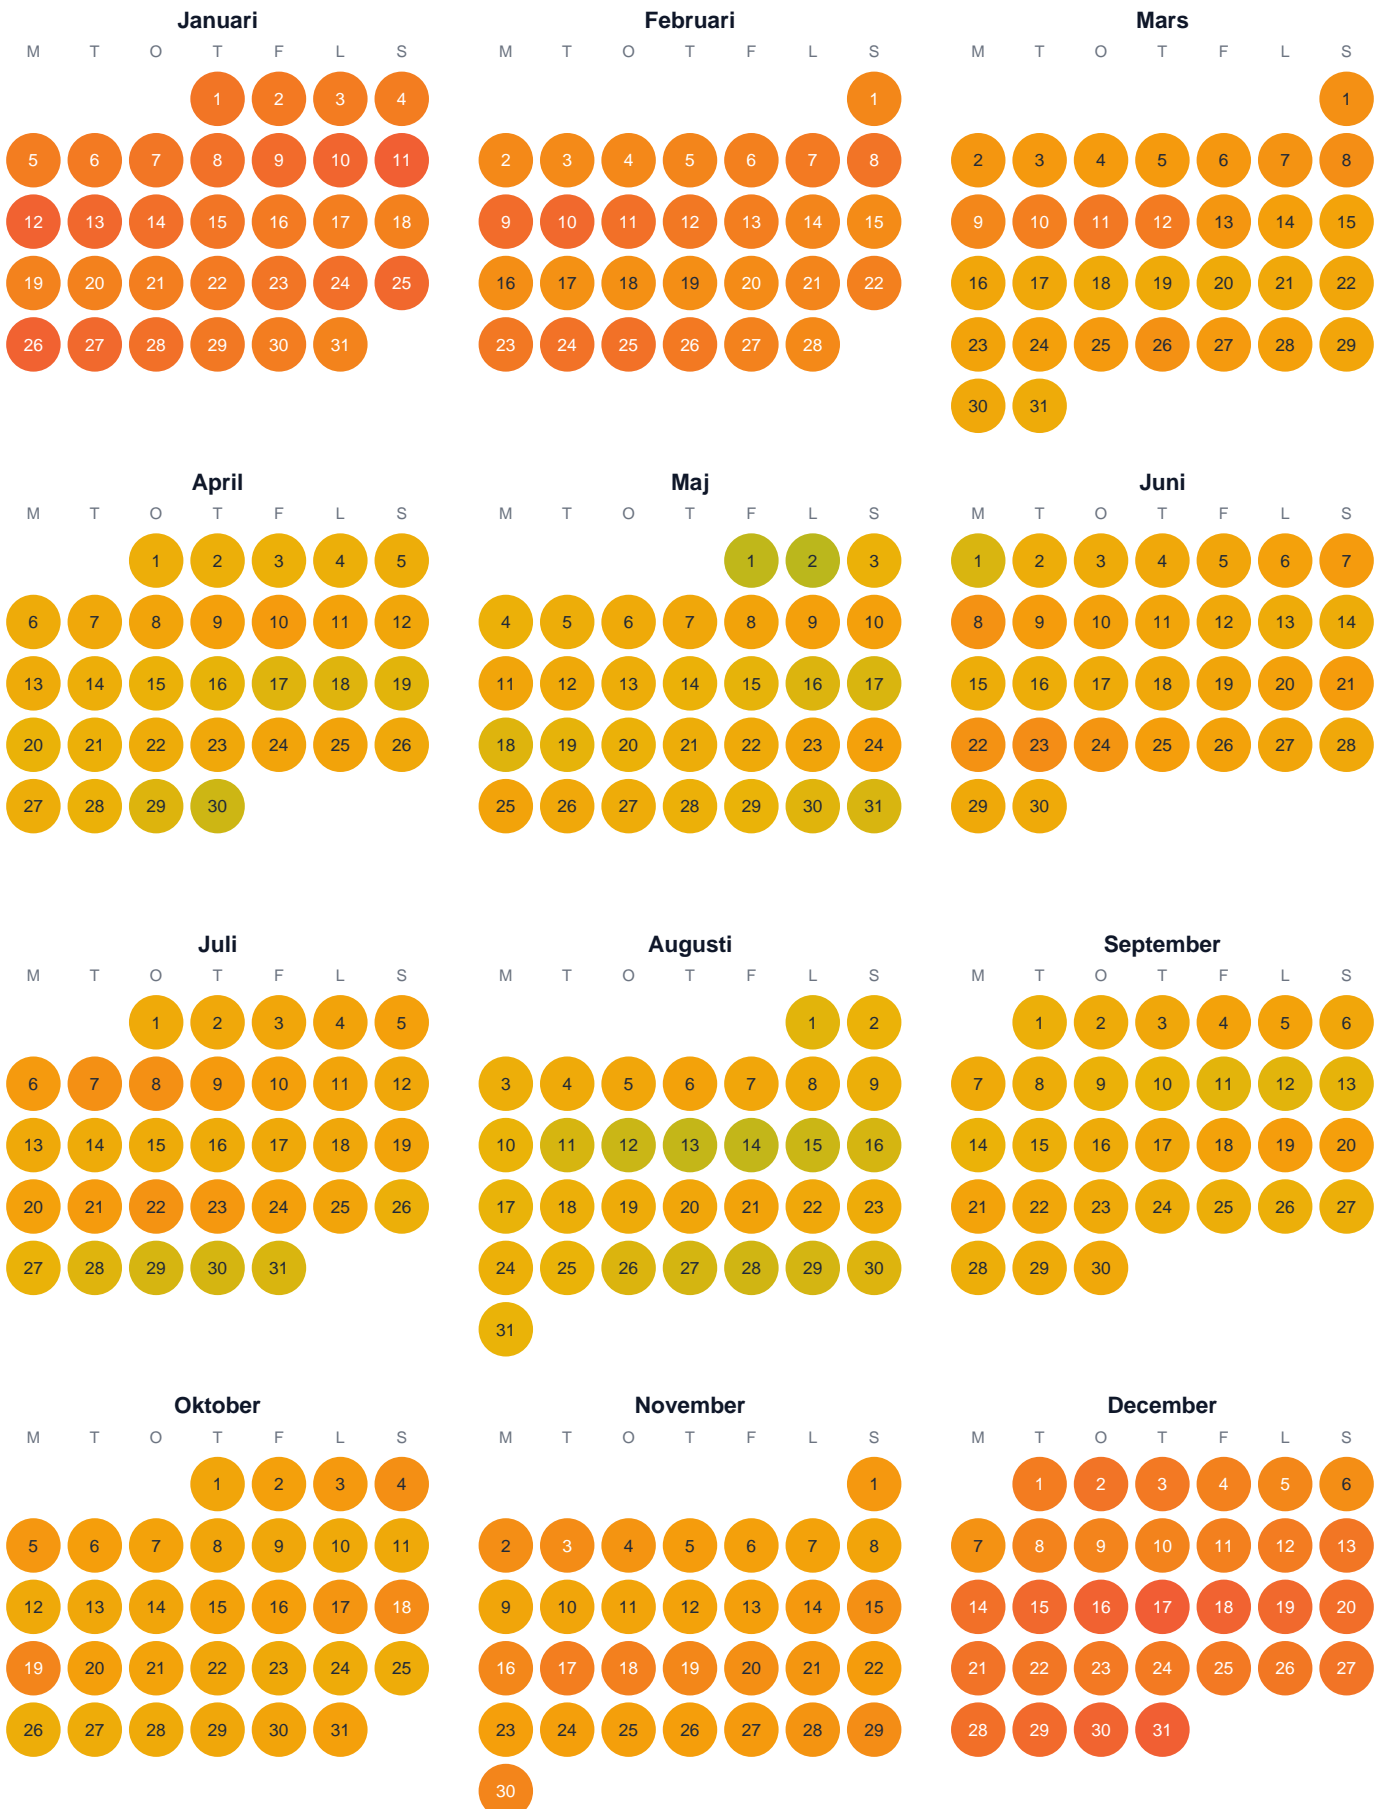 Januari Februari Mars
M T O T F L S M T O T F L S M T O T F L S
1 2 3 4 1 1
5 6 7 8 9 10 11 2 3 4 5 6 7 8 2 3 4 5 6 7 8
12 13 14 15 16 17 18 9 10 11 12 13 14 15 9 10 11 12 13 14 15
19 20 21 22 23 24 25 16 17 18 19 20 21 22 16 17 18 19 20 21 22
26 27 28 29 30 31 23 24 25 26 27 28 23 24 25 26 27 28 29
30 31
April Maj Juni
M T O T F L S M T O T F L S M T O T F L S
1 2 3 4 5 1 2 3 1 2 3 4 5 6 7
6 7 8 9 10 11 12 4 5 6 7 8 9 10 8 9 10 11 12 13 14
13 14 15 16 17 18 19 11 12 13 14 15 16 17 15 16 17 18 19 20 21
20 21 22 23 24 25 26 18 19 20 21 22 23 24 22 23 24 25 26 27 28
27 28 29 30 25 26 27 28 29 30 31 29 30
Juli Augusti September
M T O T F L S M T O T F L S M T O T F L S
1 2 3 4 5 1 2 1 2 3 4 5 6
6 7 8 9 10 11 12 3 4 5 6 7 8 9 7 8 9 10 11 12 13
13 14 15 16 17 18 19 10 11 12 13 14 15 16 14 15 16 17 18 19 20
20 21 22 23 24 25 26 17 18 19 20 21 22 23 21 22 23 24 25 26 27
27 28 29 30 31 24 25 26 27 28 29 30 28 29 30
31
Oktober November December
M T O T F L S M T O T F L S M T O T F L S
1 2 3 4 1 1 2 3 4 5 6
5 6 7 8 9 10 11 2 3 4 5 6 7 8 7 8 9 10 11 12 13
12 13 14 15 16 17 18 9 10 11 12 13 14 15 14 15 16 17 18 19 20
19 20 21 22 23 24 25 16 17 18 19 20 21 22 21 22 23 24 25 26 27
26 27 28 29 30 31 23 24 25 26 27 28 29 28 29 30 31
30